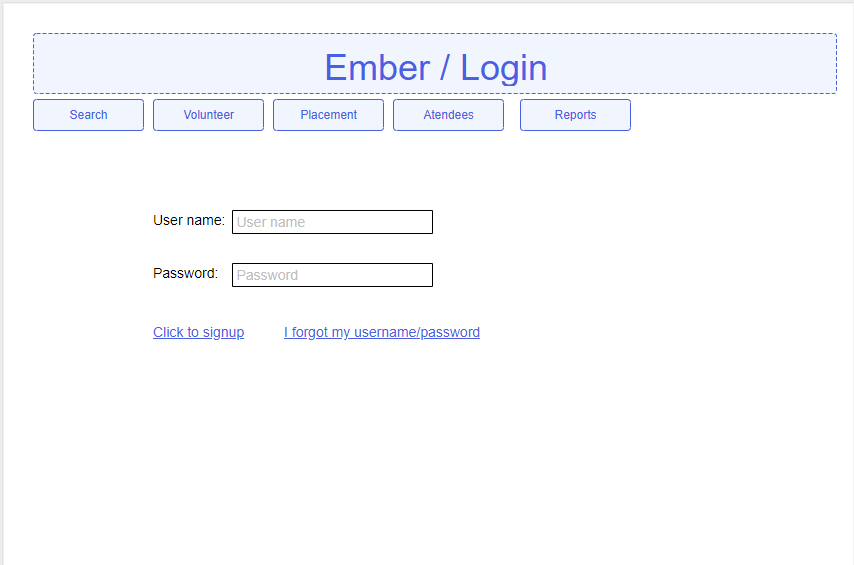 Ember / Login
Search Volunteer Placement Atendees Reports
User name: User name
Password: Password
Click to signup I forgot my username/password